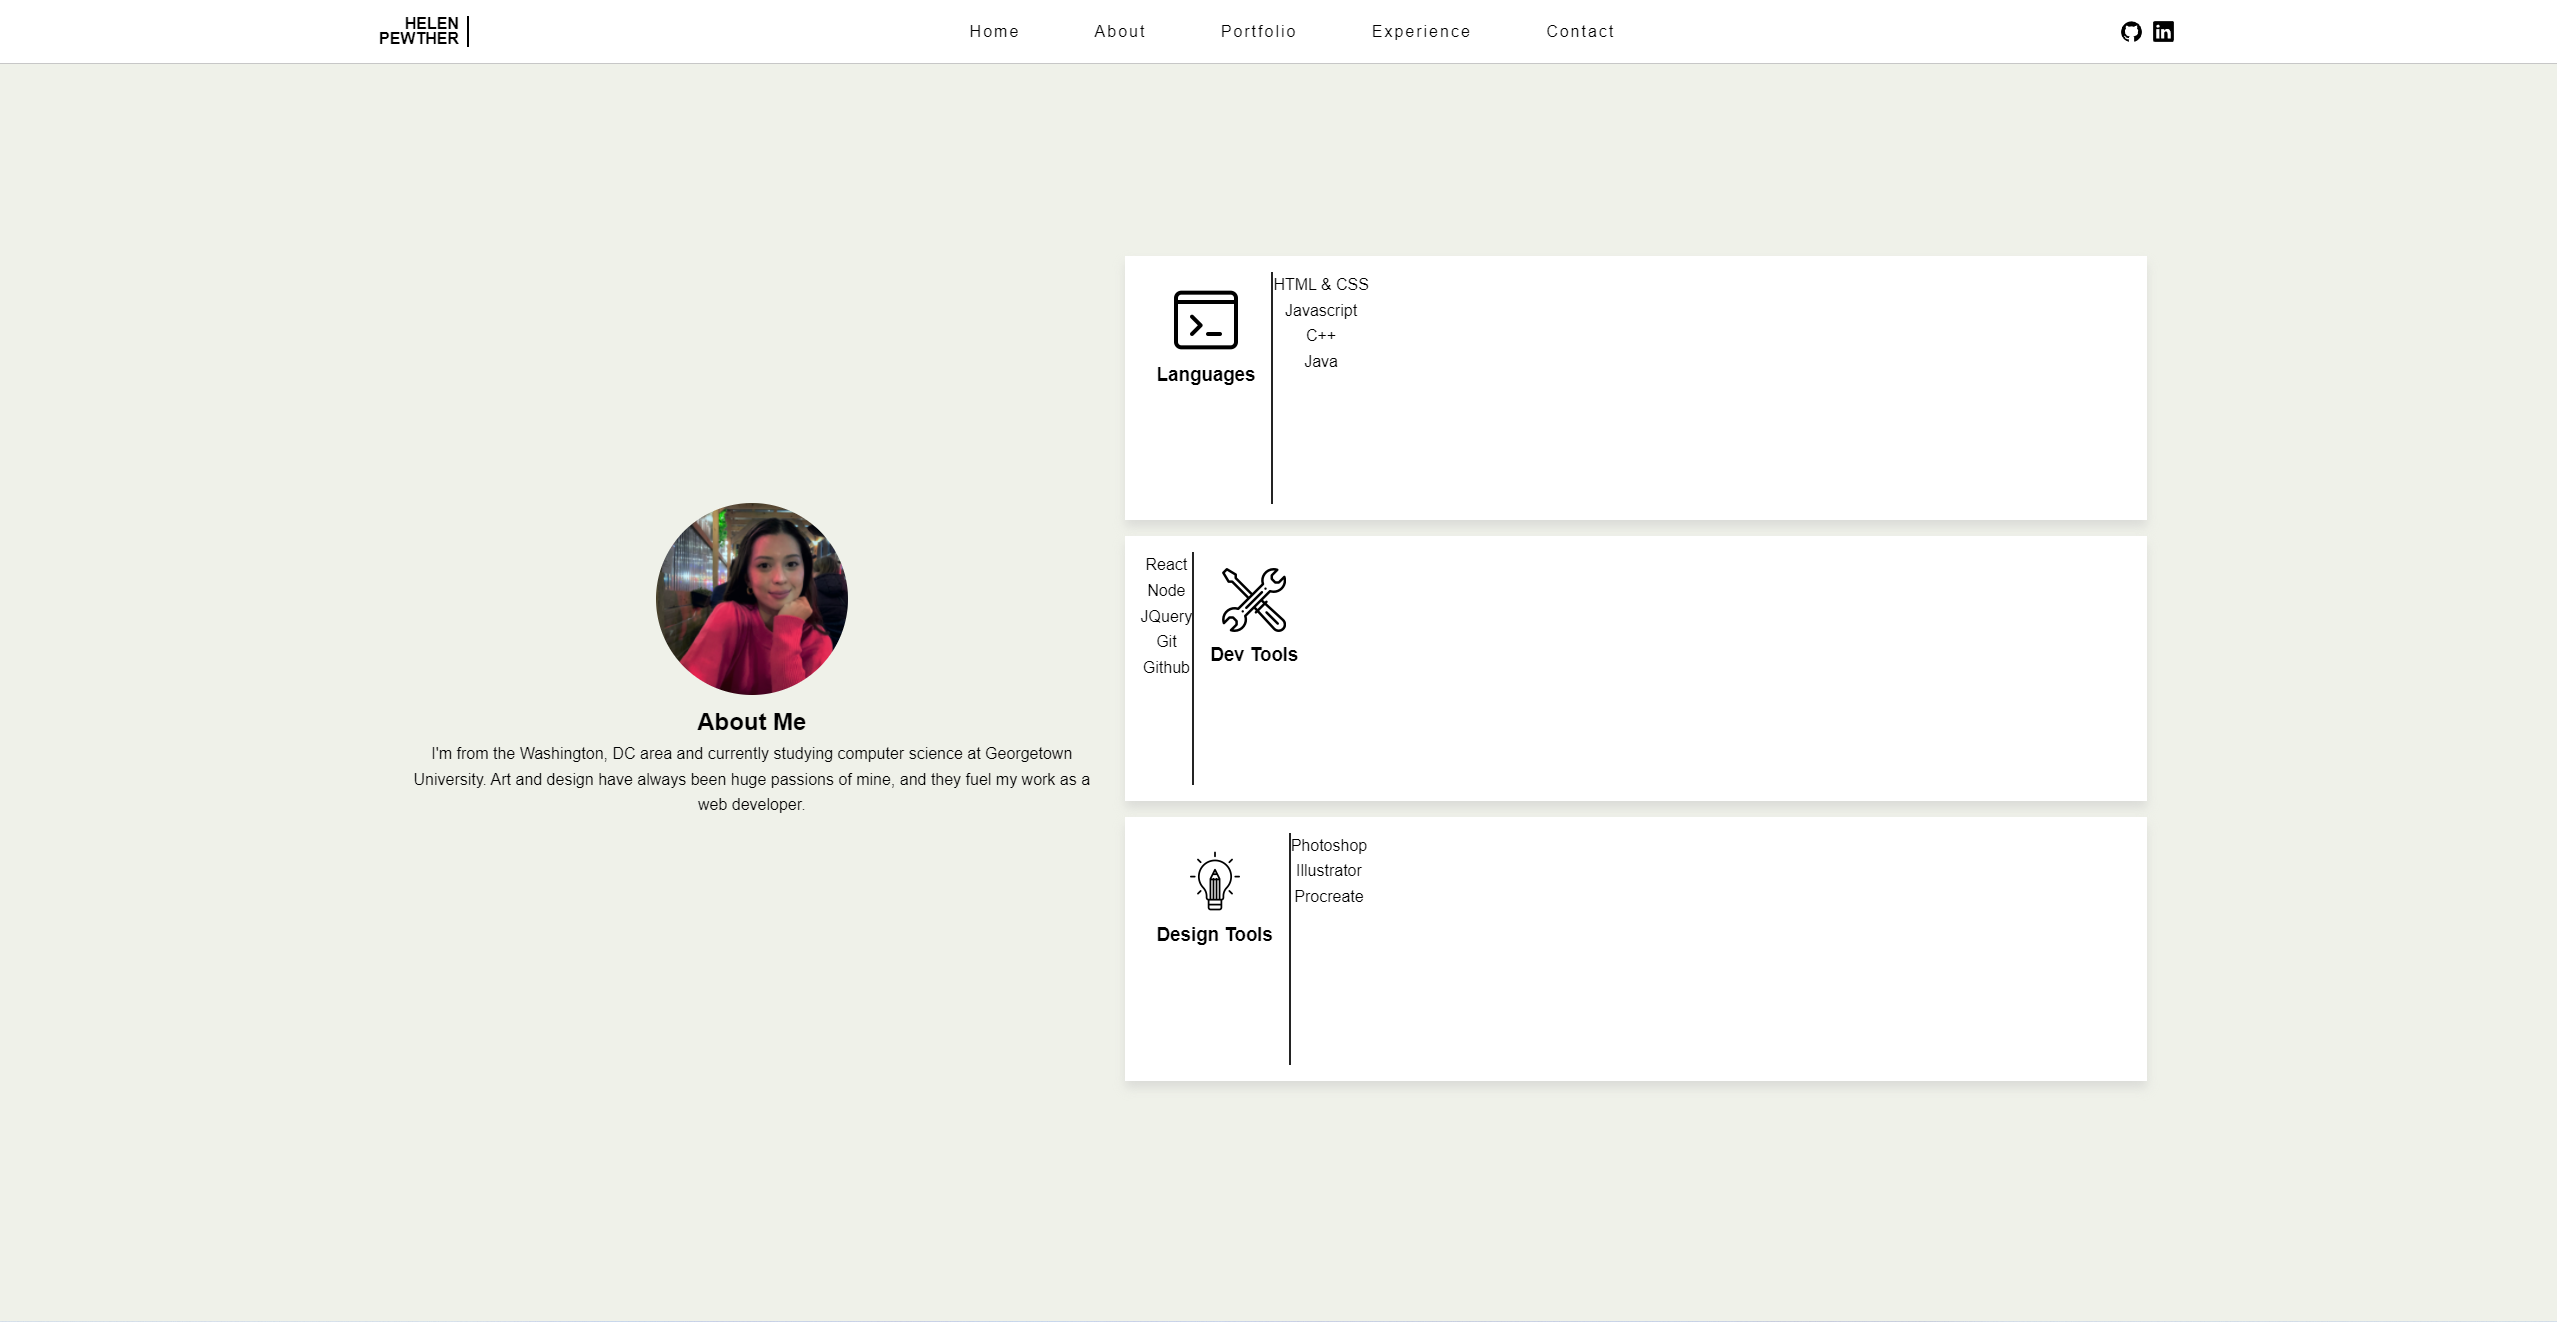 HELEN
PEWTHER
Home
About
Portfolio
Experience
Contact
in
About Me
I'm from the Washington, DC area and currently studying computer science at Georgetown
University. Art and design have always been huge passions of mine, and they fuel my work as a
web developer.
Languages
HTML & CSS
Javascript
C++
Java
React
Node
JQuery
Git
Github
Dev Tools
Design Tools
Photoshop
Illustrator
Procreate